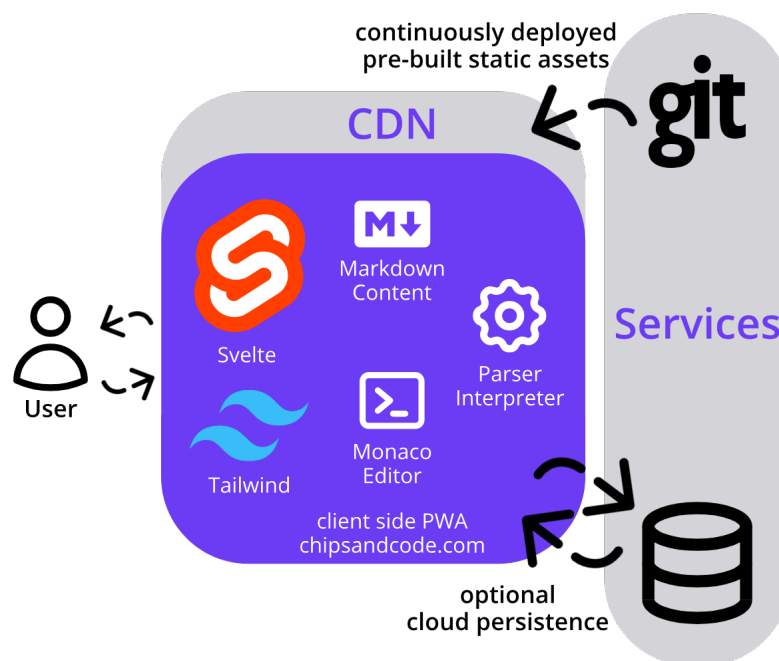 continuously deployed
pre-built static assets
git
CDN
M
Markdown
Content
Svelte
Parser
Interpreter
Services
User
Tailwind
Monaco
Editor
client side PWA
chipsandcode.com
optional
cloud persistence